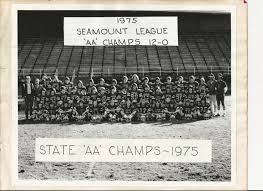 1975
SEAMOUNT LEAGUE
"AA" CHAMPS 12-0
STATE "AA" CHAMPS~1975